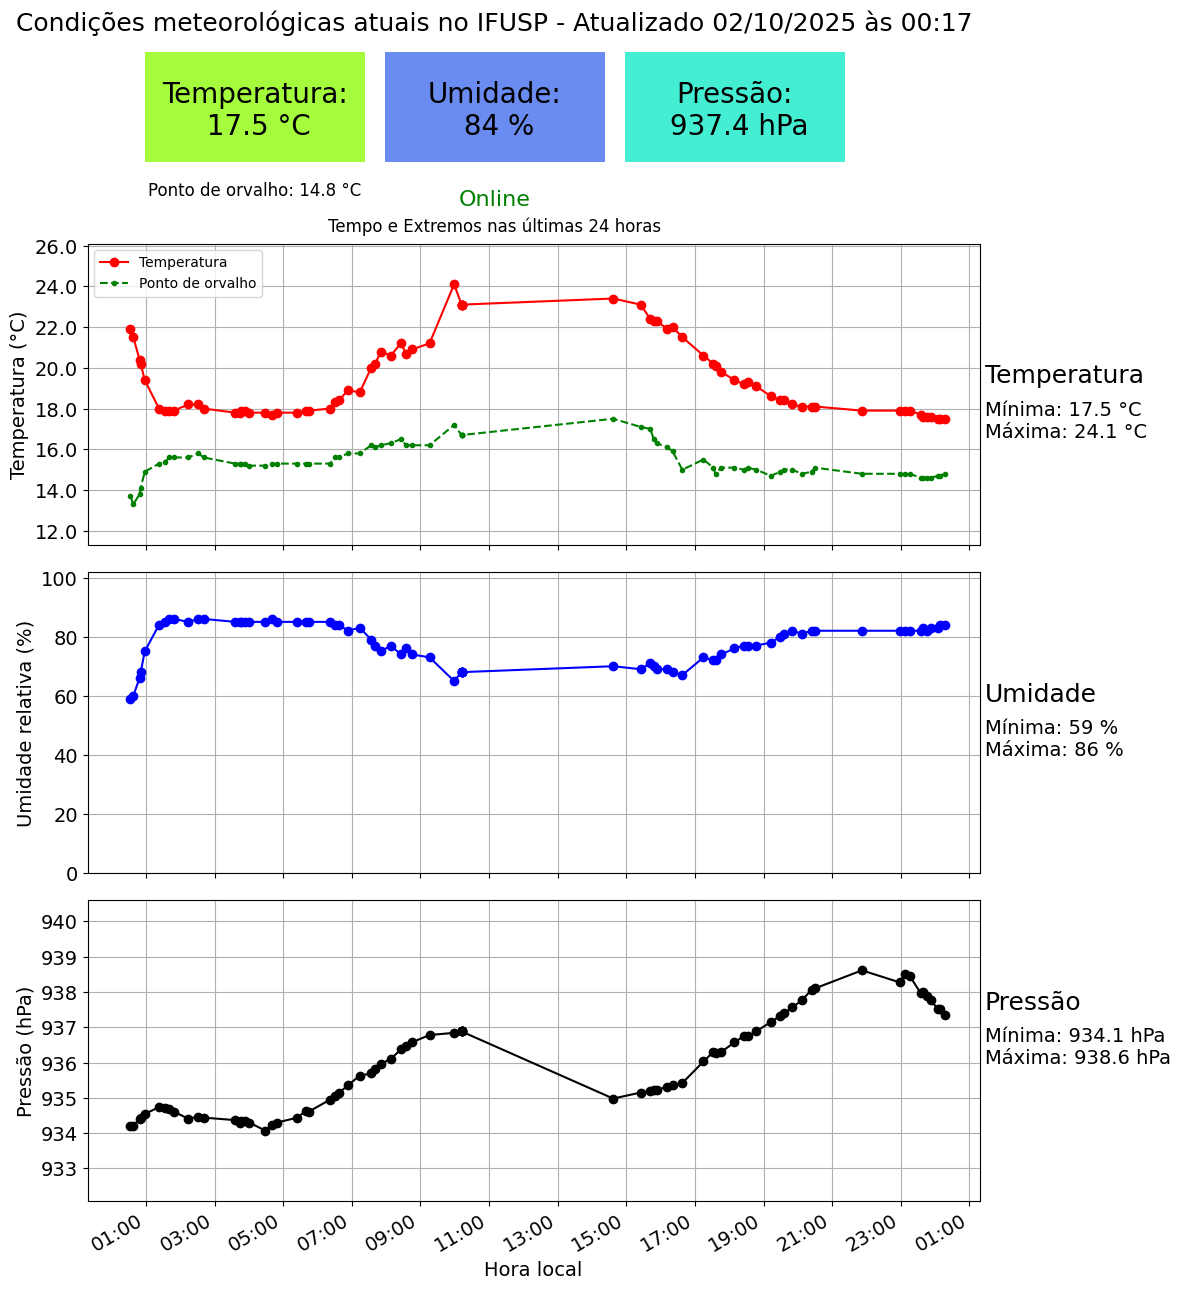 Condições meteorológicas atuais no IFUSP - Atualizado 02/10/2025 às 00:17
Temperatura:
17.5 °C
Umidade:
84 %
Pressão:
937.4 hPa
Ponto de orvalho: 14.8 °C
Online
Tempo e Extremos nas últimas 24 horas
Temperatura (°C)
26.0
24.0
22.0
20.0
18.0
16.0
14.0
12.0
Temperatura
Ponto de orvalho
Temperatura
Mínima: 17.5 °C
Máxima: 24.1 °C
Umidade relativa (%)
100
80
60
40
20
0
Umidade
Mínima: 59 %
Máxima: 86 %
Pressão (hPa)
940
939
938
937
936
935
934
933
Pressão
Mínima: 934.1 hPa
Máxima: 938.6 hPa
01:00
03:00
05:00
07:00
09:00
11:00
13:00
15:00
17:00
19:00
21:00
23:00
01:00
Hora local